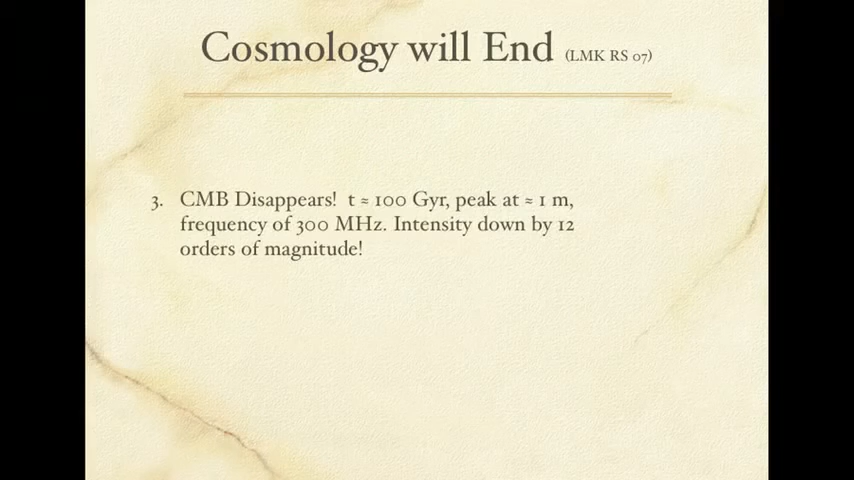 Cosmology will End (LMK RS 07)
3. CMB Disappears! t ≈ 100 Gyr, peak at ≈ 1 m,
frequency of 300 MHz. Intensity down by 12
orders of magnitude!